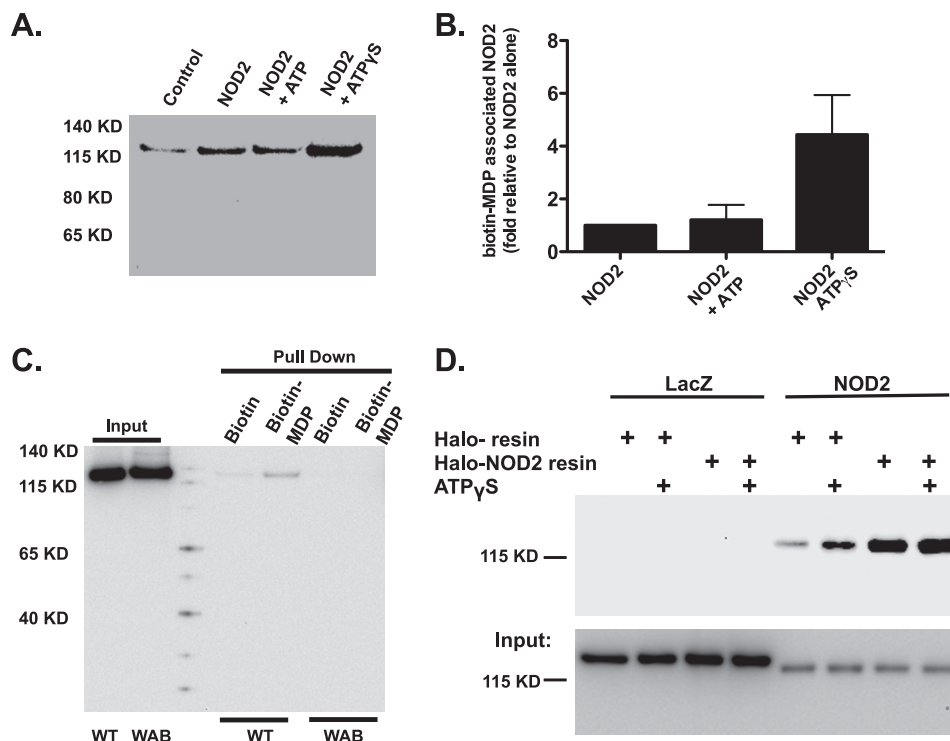 A.
Control
NOD2
NOD2
+ ATP
NOD2
+ ATPγS
140 KD
115 KD
80 KD
65 KD
B.
biotin-MDP associated NOD2
(fold relative to NOD2 alone)
8
6
4
2
0
NOD2
NOD2
+ ATP
NOD2
ATPγS
C.
Pull Down
Input
Biotin
Biotin-
MDP
Biotin
Biotin-
MDP
140 KD
115 KD
65 KD
40 KD
WT WAB WT WAB
D.
LacZ NOD2
Halo- resin + + + +
Halo-NOD2 resin + + + +
ATPγS + + + +
115 KD
Input:
115 KD